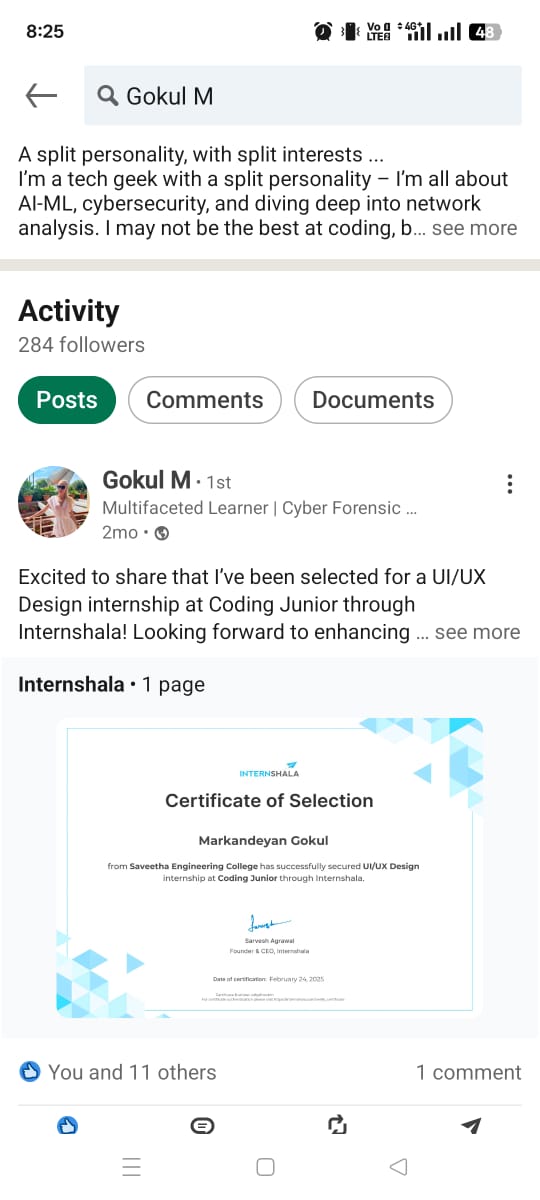 8:25
Vo
LTE
4G+
48
Gokul M
A split personality, with split interests ...
I'm a tech geek with a split personality – I'm all about
AI-ML, cybersecurity, and diving deep into network
analysis. I may not be the best at coding, b... see more
Activity
284 followers
Posts
Comments
Documents
Gokul M • 1st
Multifaceted Learner | Cyber Forensic ...
2mo •
Excited to share that I've been selected for a UI/UX
Design internship at Coding Junior through
Internshala! Looking forward to enhancing ... see more
Internshala • 1 page
INTERNSHALA
Certificate of Selection
Markandeyan Gokul
from Saveetha Engineering College has successfully secured UI/UX Design
internship at Coding Junior through Internshala.
Sarvesh Agrawal
Founder & CEO, Internshala
Date of certification: February 24, 2025
You and 11 others
1 comment